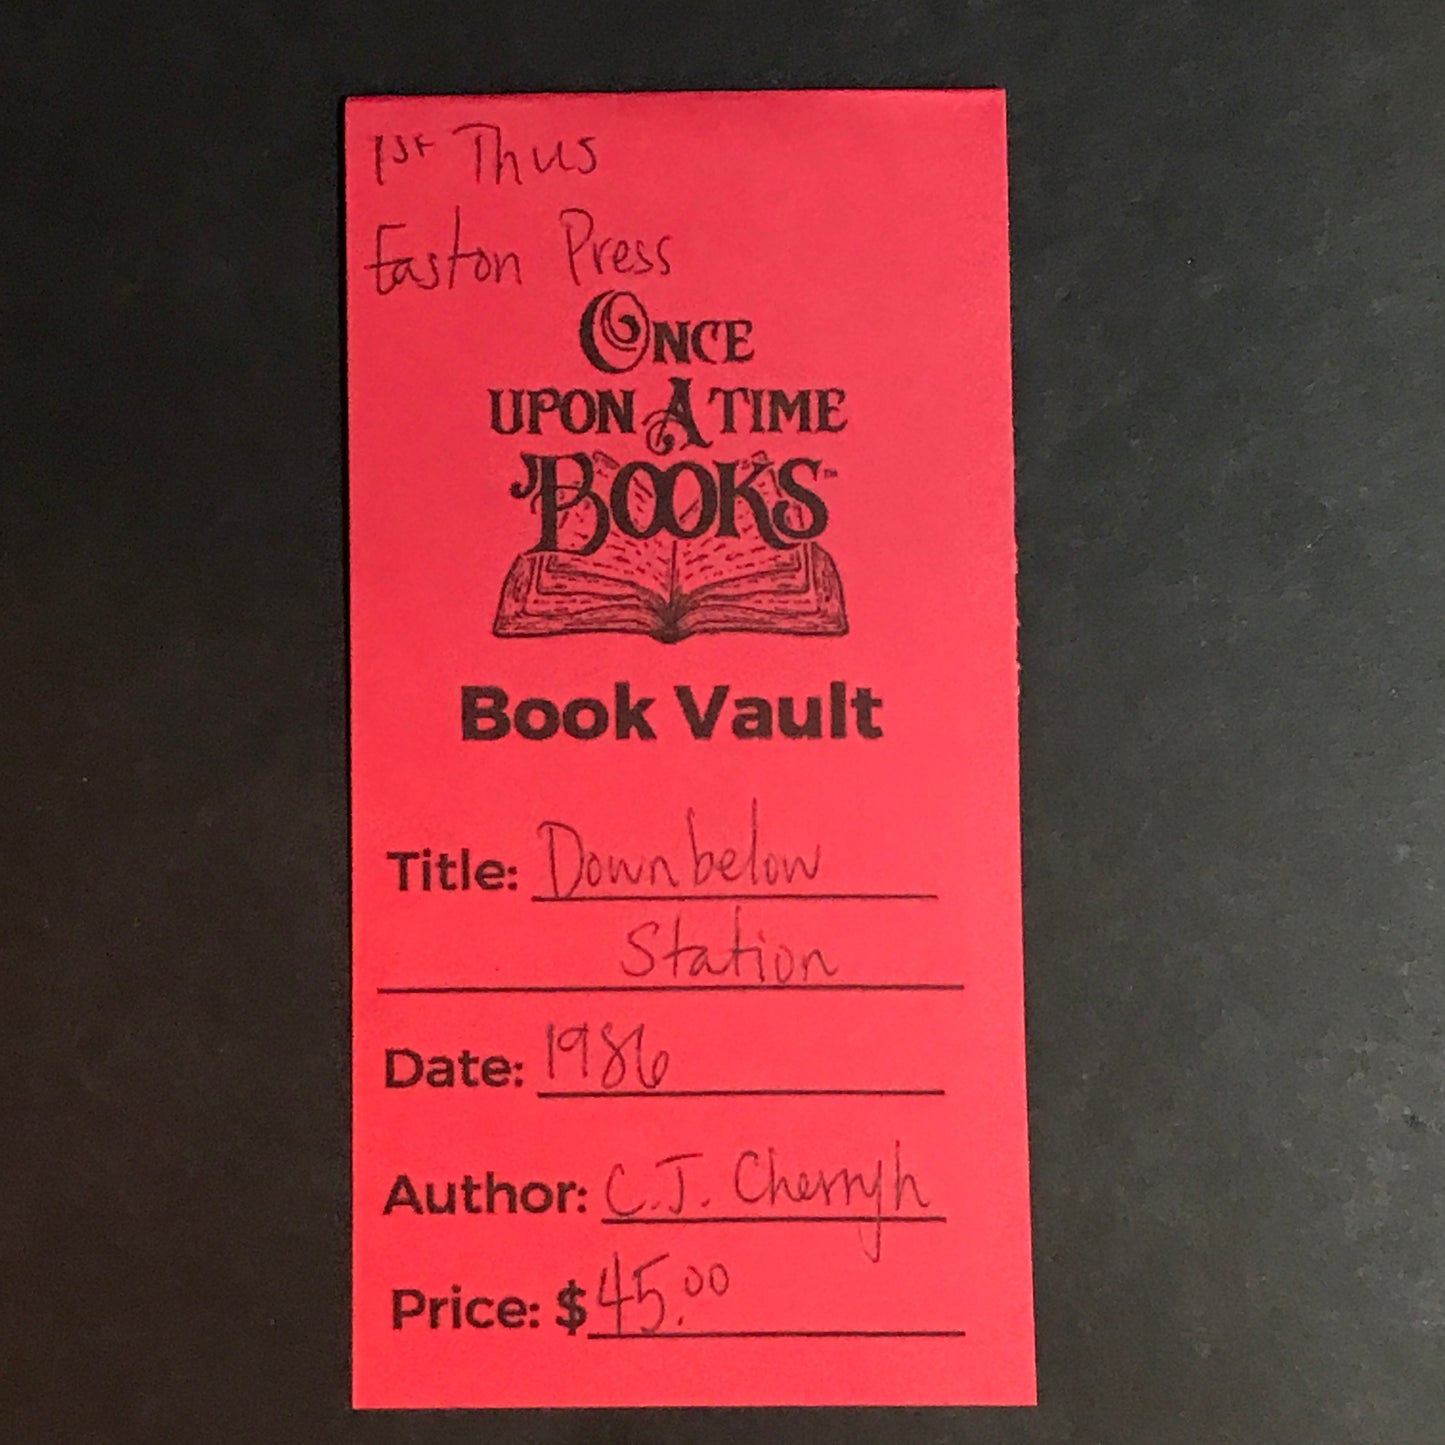 1st Thus
Easton Press
ONCE
UPON A TIME
BOOKS™
Book Vault
Title: Downbelow
Station
Date: 1986
Author: C.J. Cherryh
Price: $45.00